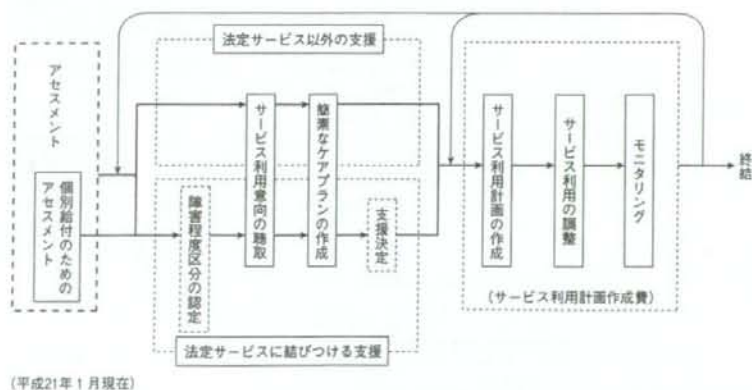 法定サービス以外の支援
アセスメント
個別給付のための
アセスメント
障害程度区分の認定
サービス利用意向の聴取
簡素なケアプランの作成
支援決定
サービス利用計画の作成
サービス利用の調整
モニタリング
終結
(サービス利用計画作成費)
法定サービスに結びつける支援
(平成21年1月現在)